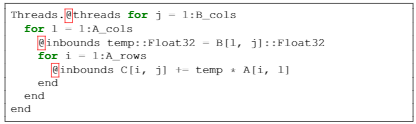 Threads.@threads for j = 1:B_cols
  for l = 1:A_cols
    @inbounds temp::Float32 = B[l, j]::Float32
    for i = 1:A_rows
      @inbounds C[i, j] += temp * A[i, l]
    end
  end
end